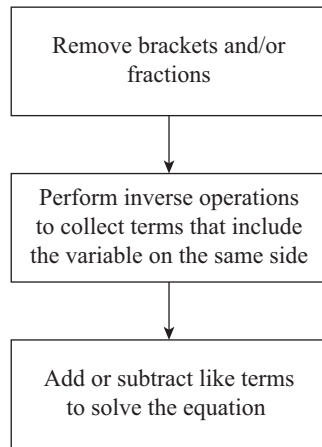 Remove brackets and/or
fractions
Perform inverse operations
to collect terms that include
the variable on the same side
Add or subtract like terms
to solve the equation